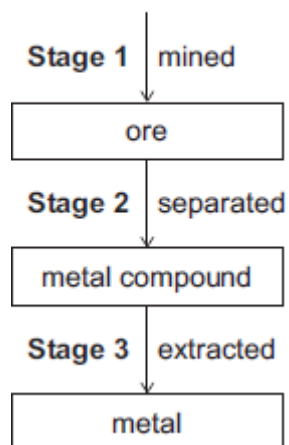 Stage 1 mined
ore
Stage 2 separated
metal compound
Stage 3 extracted
metal